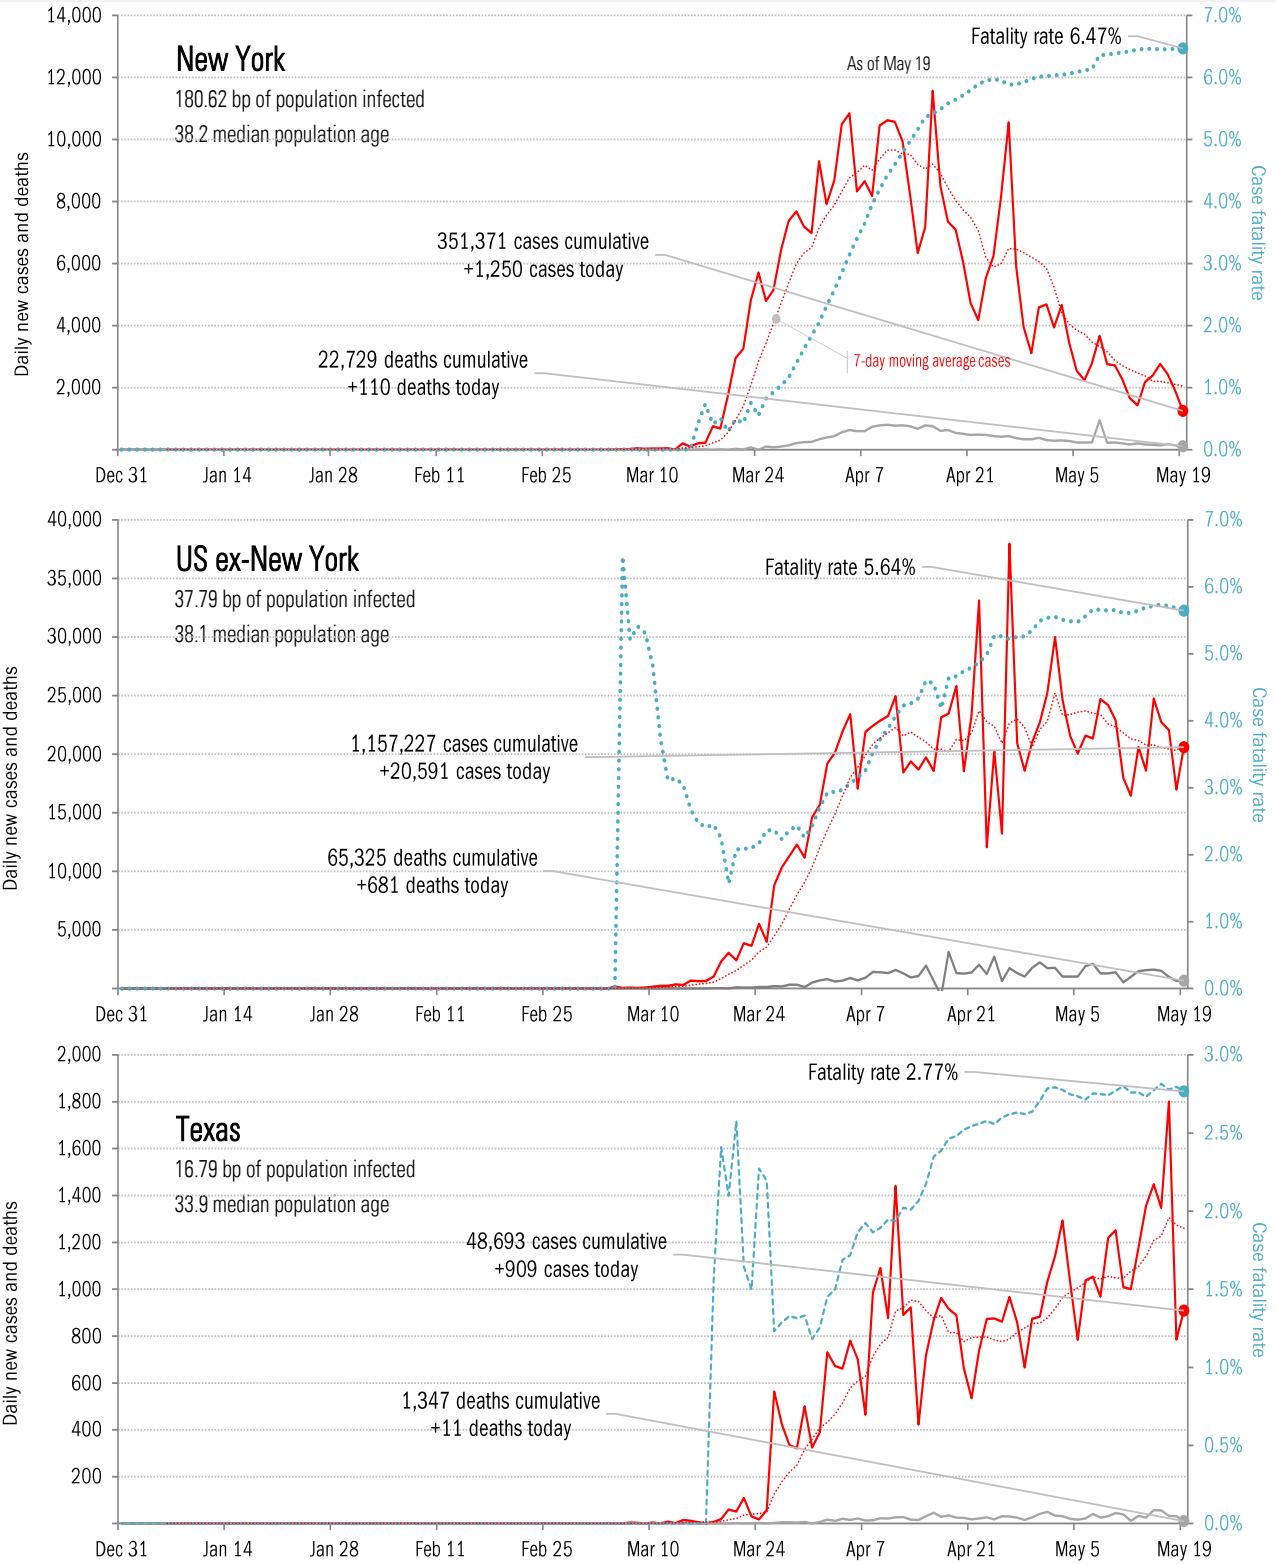 14,000
12,000
10,000
8,000
6,000
4,000
2,000
Daily new cases and deaths
New York
180.62 bp of population infected
38.2 median population age
As of May 19
Fatality rate 6.47%
351,371 cases cumulative
+1,250 cases today
22,729 deaths cumulative
+110 deaths today
7-day moving average cases
7.0%
6.0%
5.0%
4.0%
3.0%
2.0%
1.0%
0.0%
Case fatality rate
Dec 31 Jan 14 Jan 28 Feb 11 Feb 25 Mar 10 Mar 24 Apr 7 Apr 21 May 5 May 19
40,000
35,000
30,000
25,000
20,000
15,000
10,000
5,000
Daily new cases and deaths
US ex-New York
37.79 bp of population infected
38.1 median population age
Fatality rate 5.64%
1,157,227 cases cumulative
+20,591 cases today
65,325 deaths cumulative
+681 deaths today
7.0%
6.0%
5.0%
4.0%
3.0%
2.0%
1.0%
0.0%
Case fatality rate
Dec 31 Jan 14 Jan 28 Feb 11 Feb 25 Mar 10 Mar 24 Apr 7 Apr 21 May 5 May 19
2,000
1,800
1,600
1,400
1,200
1,000
800
600
400
200
Daily new cases and deaths
Texas
16.79 bp of population infected
33.9 median population age
Fatality rate 2.77%
48,693 cases cumulative
+909 cases today
1,347 deaths cumulative
+11 deaths today
3.0%
2.5%
2.0%
1.5%
1.0%
0.5%
0.0%
Case fatality rate
Dec 31 Jan 14 Jan 28 Feb 11 Feb 25 Mar 10 Mar 24 Apr 7 Apr 21 May 5 May 19